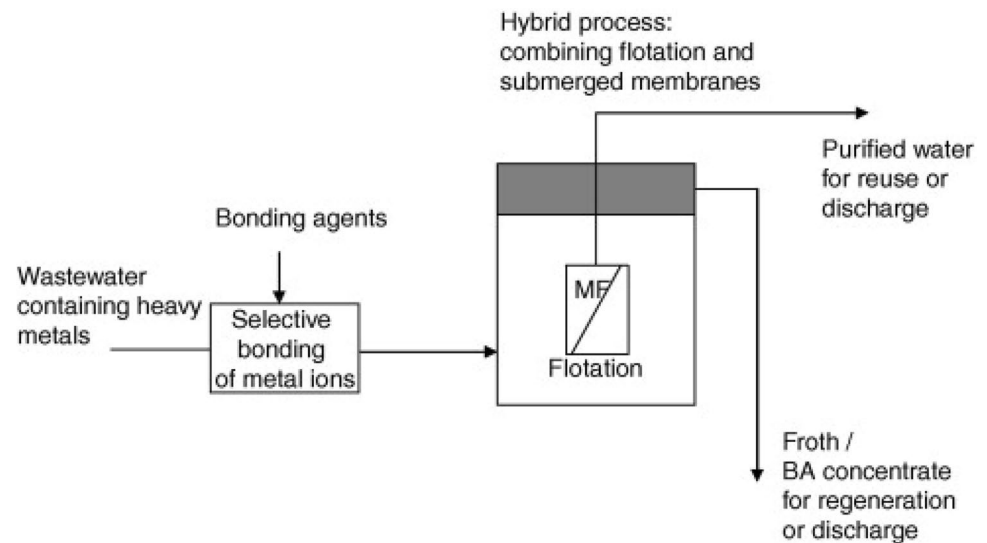 Hybrid process:
combining flotation and
submerged membranes
Purified water
for reuse or
discharge
Bonding agents
Wastewater
containing heavy
metals
Selective
bonding
of metal ions
MF
Flotation
Froth /
BA concentrate
for regeneration
or discharge